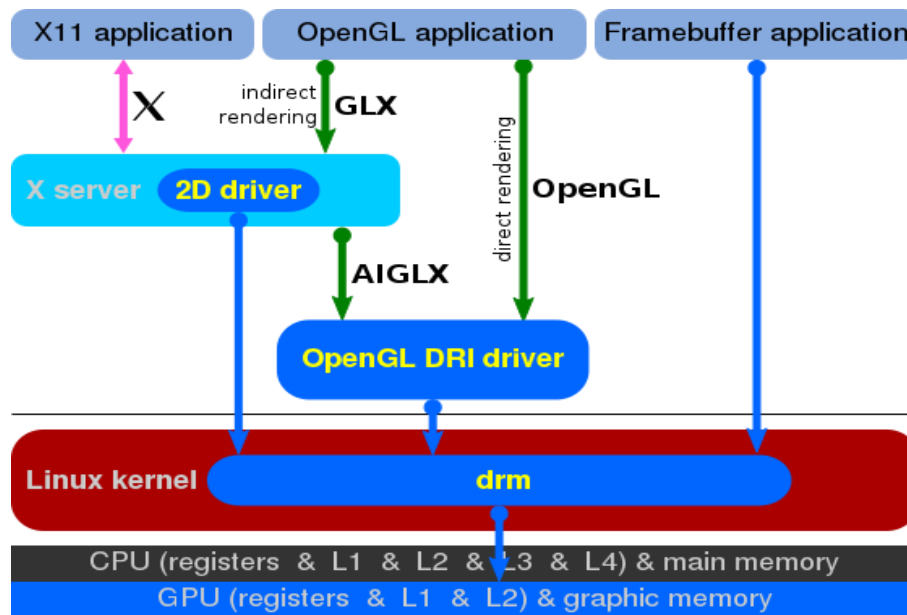 X11 application
OpenGL application
Framebuffer application
X
indirect
rendering
GLX
direct rendering
OpenGL
X server
2D driver
AIGLX
OpenGL DRI driver
Linux kernel
drm
CPU (registers & L1 & L2 & L3 & L4) & main memory
GPU (registers & L1 & L2) & graphic memory